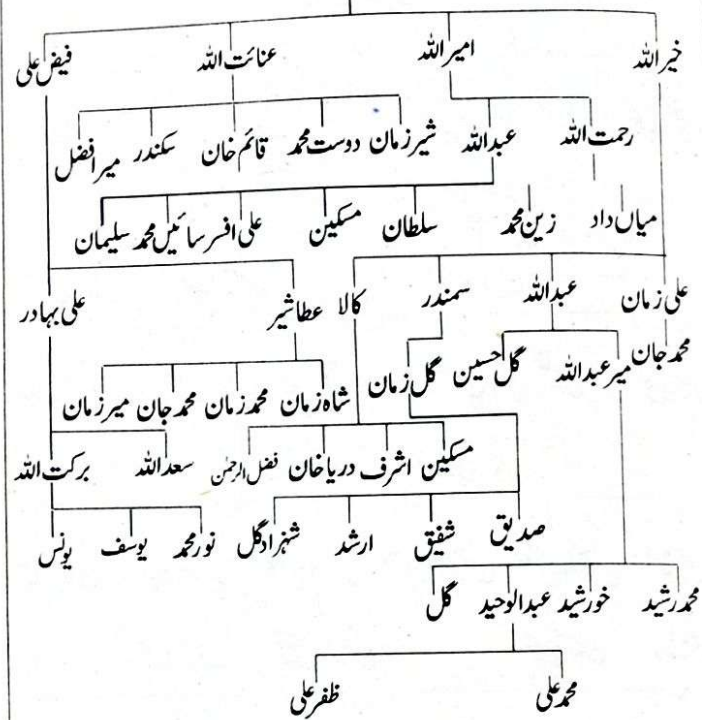 خیر اللہ امیر اللہ عنائت اللہ فیض علی
رحمت اللہ عبداللہ شیر زمان دوست محمد قائم خان سکندر میر افضل
میاں داد زین محمد سلطان مسکین علی افسر سائیں محمد سلیمان
علی زمان عبداللہ سمندر کالا عطا شیر علی بہادر
محمد جان میر عبداللہ گل حسین گل زمان شاہ زمان محمد زمان محمد جان میر زمان
مسکین اشرف دریا خان فضل الرحمٰن سعد اللہ برکت اللہ
صدیق شفیق ارشد شہزاد گل نور محمد یوسف یونس
محمد رشید خورشید عبدالوحید گل
محمد علی ظفر علی